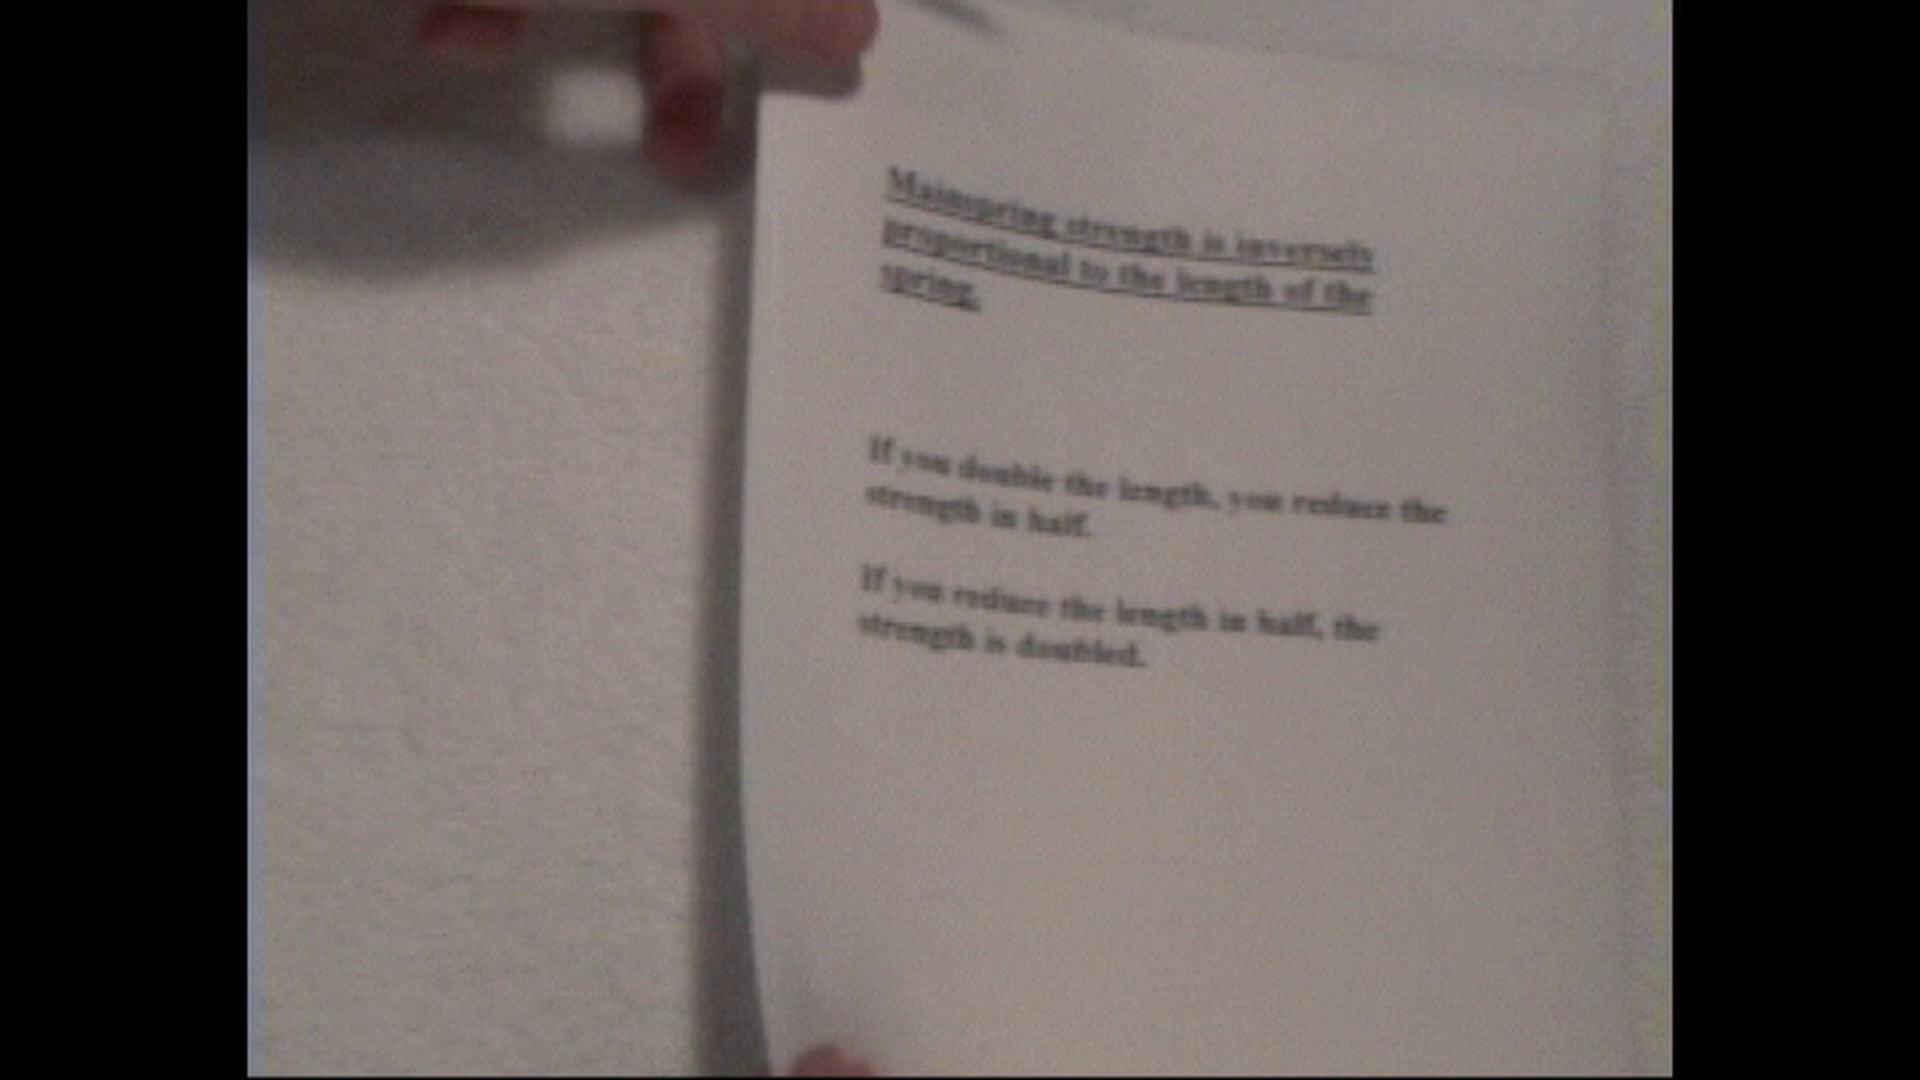 Mainspring strength is inversely
proportional to the length of the
spring.
If you double the length, you reduce the
strength in half.
If you reduce the length in half, the
strength is doubled.